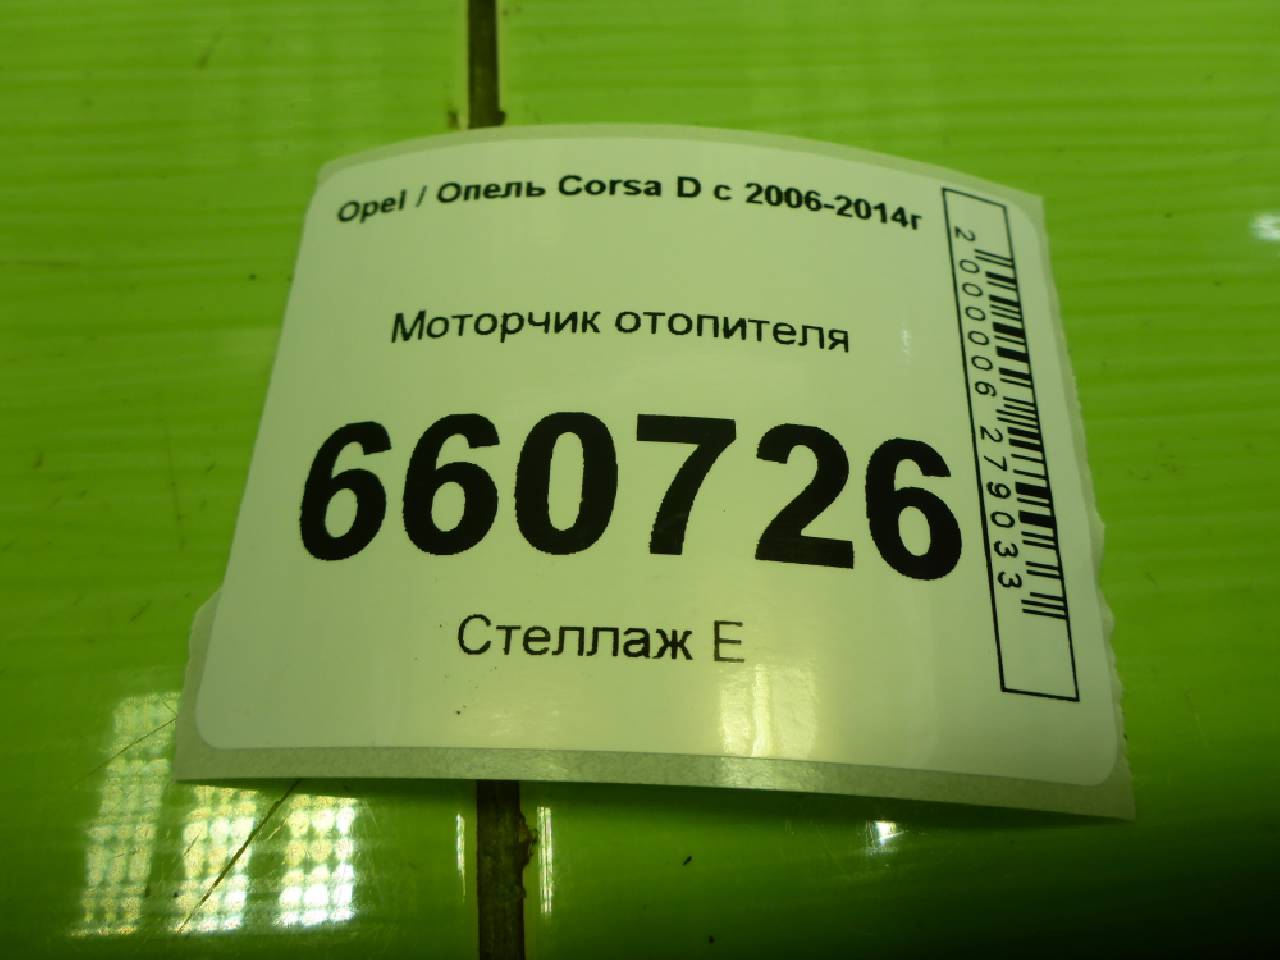 Opel / Опель Corsa D с 2006-2014г
Моторчик отопителя
660726
Стеллаж Е
2000006279033